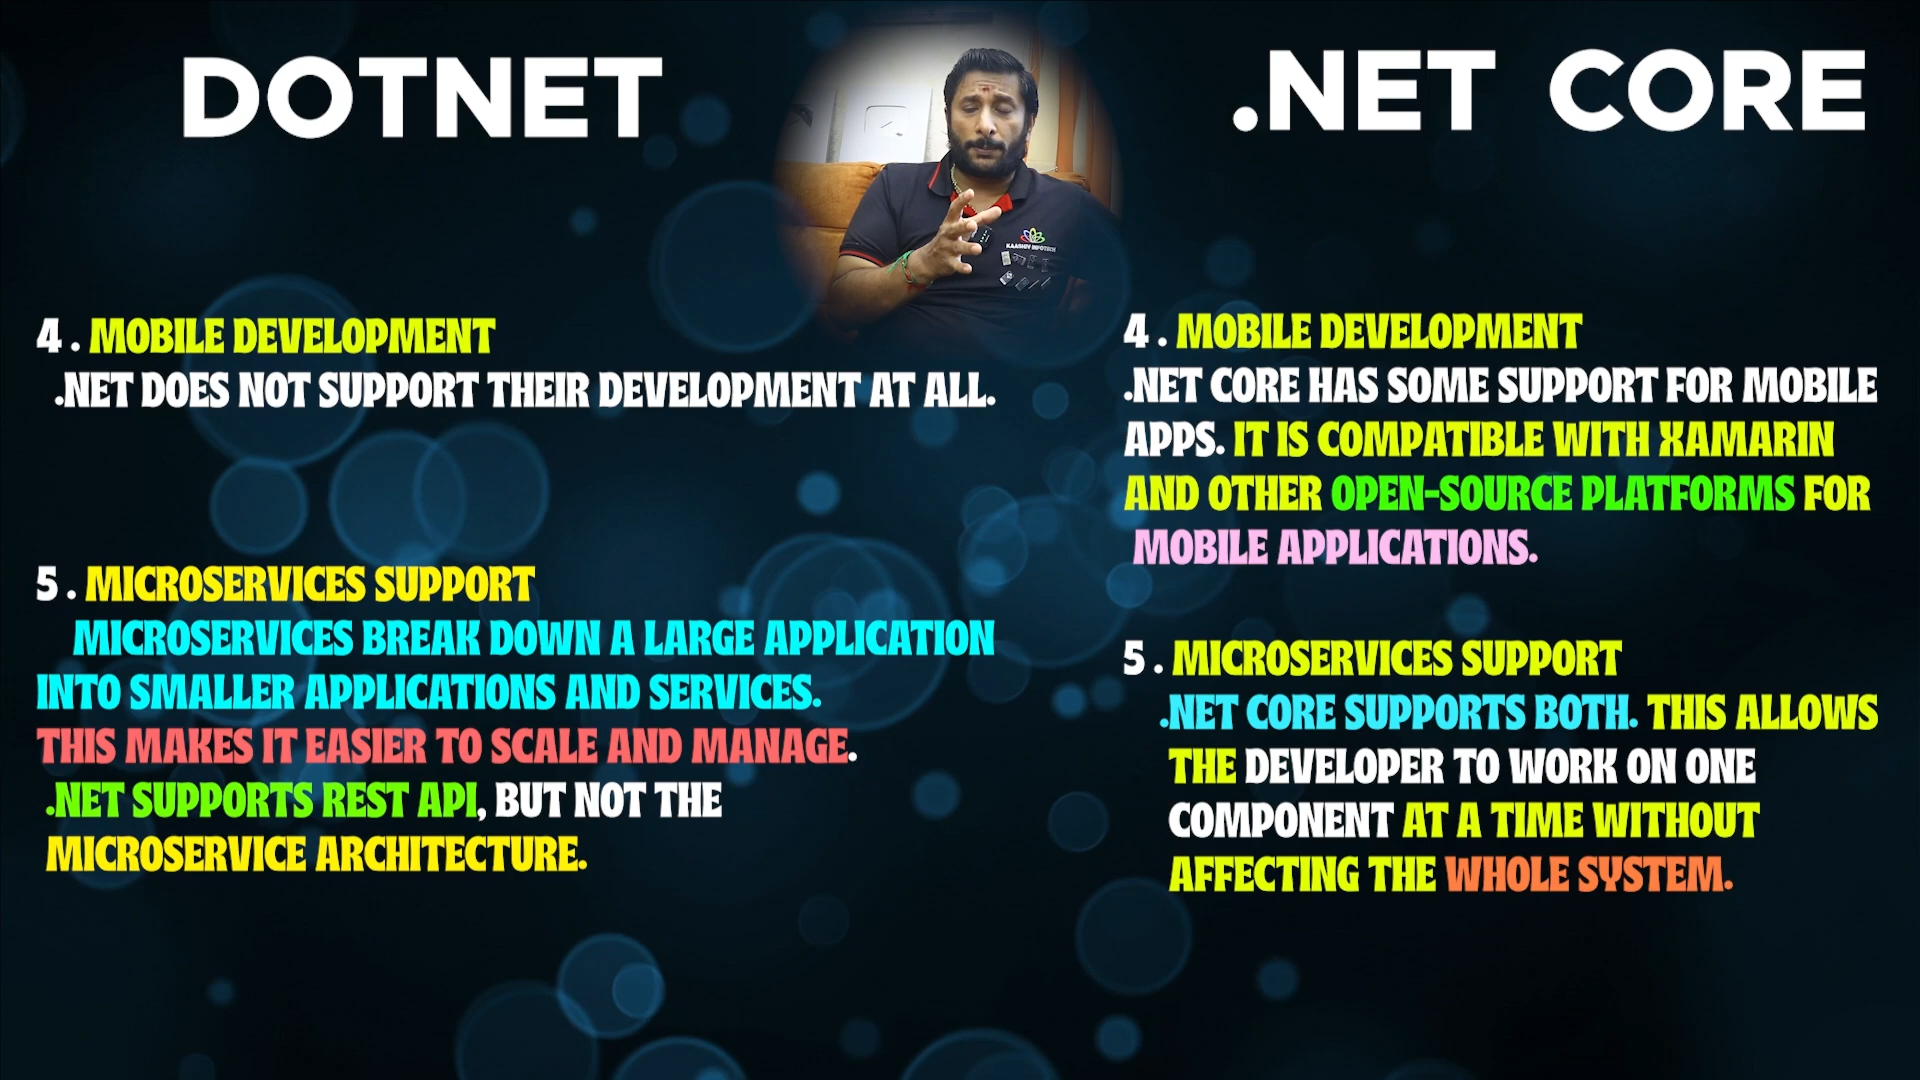 DOTNET
.NET CORE
KAASHIV INFOTECH
4 . MOBILE DEVELOPMENT
.NET DOES NOT SUPPORT THEIR DEVELOPMENT AT ALL.
5 . MICROSERVICES SUPPORT
MICROSERVICES BREAK DOWN A LARGE APPLICATION
INTO SMALLER APPLICATIONS AND SERVICES.
THIS MAKES IT EASIER TO SCALE AND MANAGE.
.NET SUPPORTS REST API, BUT NOT THE
MICROSERVICE ARCHITECTURE.
4 . MOBILE DEVELOPMENT
.NET CORE HAS SOME SUPPORT FOR MOBILE
APPS. IT IS COMPATIBLE WITH XAMARIN
AND OTHER OPEN-SOURCE PLATFORMS FOR
MOBILE APPLICATIONS.
5 . MICROSERVICES SUPPORT
.NET CORE SUPPORTS BOTH. THIS ALLOWS
THE DEVELOPER TO WORK ON ONE
COMPONENT AT A TIME WITHOUT
AFFECTING THE WHOLE SYSTEM.